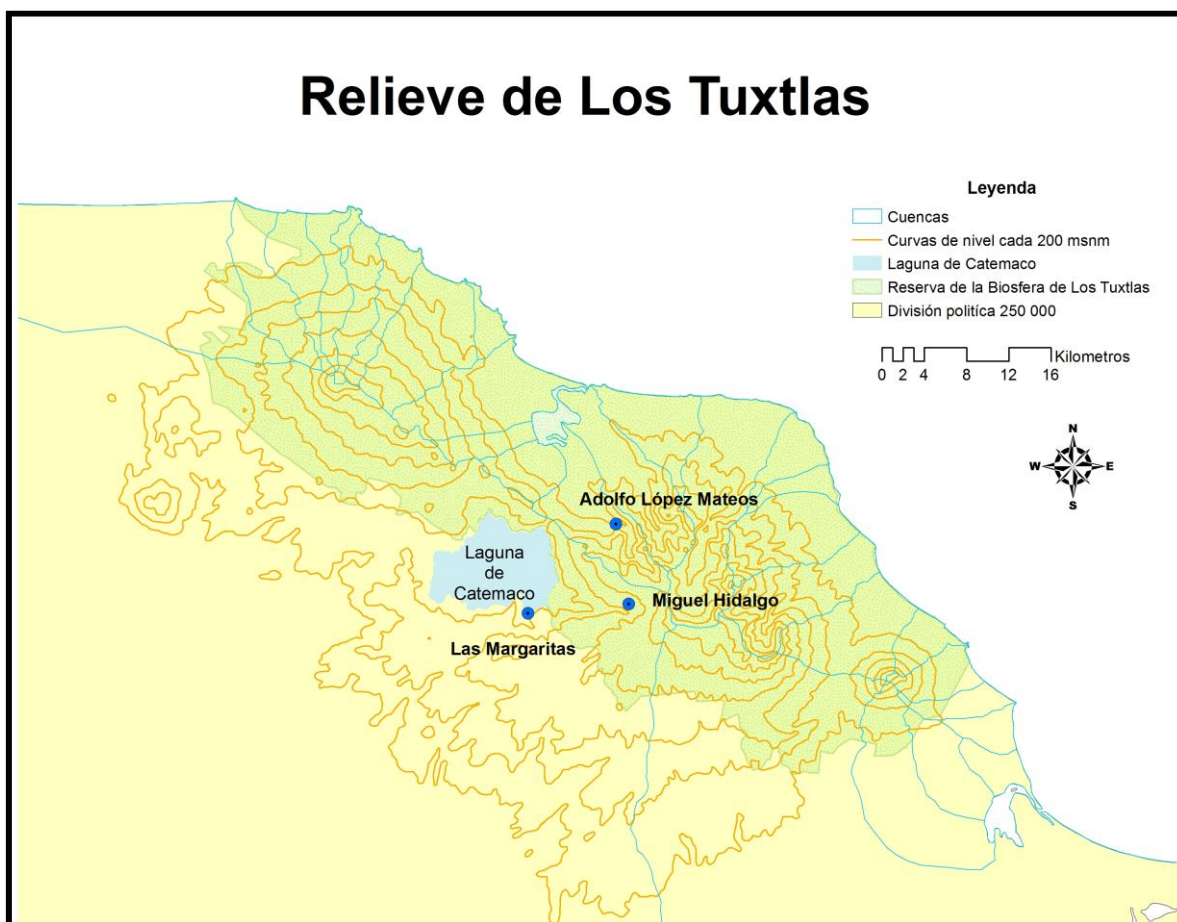 Relieve de Los Tuxtlas
Leyenda
Cuencas
Curvas de nivel cada 200 msnm
Laguna de Catemaco
Reserva de la Biosfera de Los Tuxtlas
División politíca 250 000
Kilometros
0 2 4 8 12 16
N
W E
S
Adolfo López Mateos
Laguna
de
Catemaco
Miguel Hidalgo
Las Margaritas